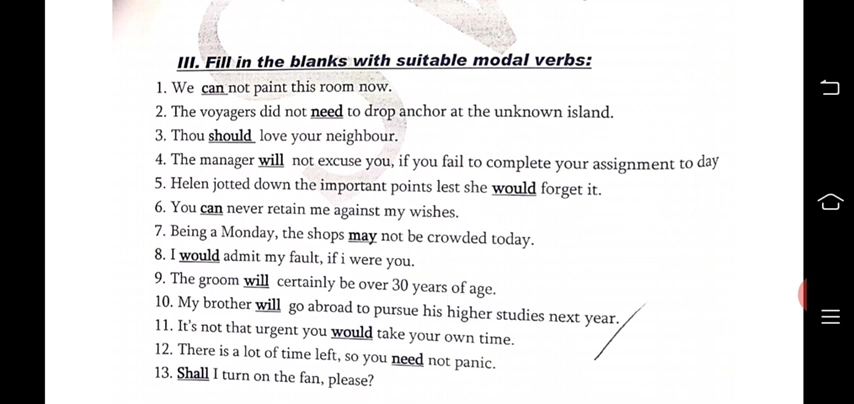 III. Fill in the blanks with suitable modal verbs:
1. We can not paint this room now.
2. The voyagers did not need to drop anchor at the unknown island.
3. Thou should love your neighbour.
4. The manager will not excuse you, if you fail to complete your assignment to day
5. Helen jotted down the important points lest she would forget it.
6. You can never retain me against my wishes.
7. Being a Monday, the shops may not be crowded today.
8. I would admit my fault, if i were you.
9. The groom will certainly be over 30 years of age.
10. My brother will go abroad to pursue his higher studies next year.
11. It's not that urgent you would take your own time.
12. There is a lot of time left, so you need not panic.
13. Shall I turn on the fan, please?